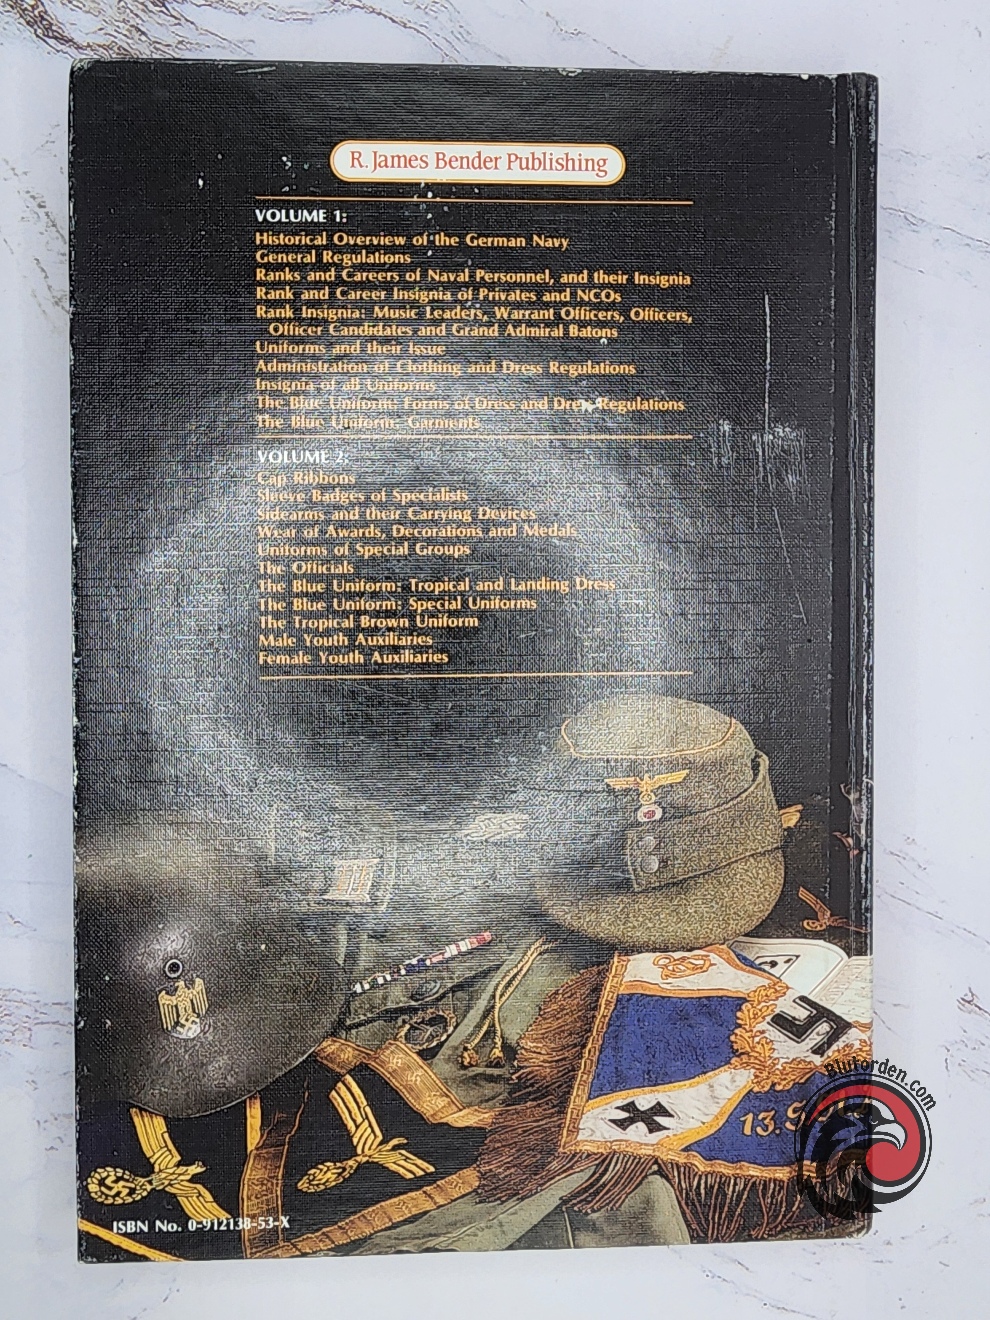 R. James Bender Publishing
VOLUME 1:
Historical Overview of the German Navy
General Regulations
Ranks and Careers of Naval Personnel, and their Insignia
Rank and Career Insignia of Privates and NCOs
Rank Insignia: Music Leaders, Warrant Officers, Officers,
Officer Candidates and Grand Admiral Batons
Uniforms and their Issue
Administration of Clothing and Dress Regulations
Insignia of all Uniforms
The Blue Uniform: Forms of Dress and Dress Regulations
The Blue Uniform: Garments
VOLUME 2:
Cap Ribbons
Sleeve Badges of Specialists
Sidearms and their Carrying Devices
Wear of Awards, Decorations and Medals
Uniforms of Special Groups
The Officials
The Blue Uniform: Tropical and Landing Dress
The Blue Uniform: Special Uniforms
The Tropical Brown Uniform
Male Youth Auxiliaries
Female Youth Auxiliaries
Blutorden.com
ISBN No. 0-912138-53-X